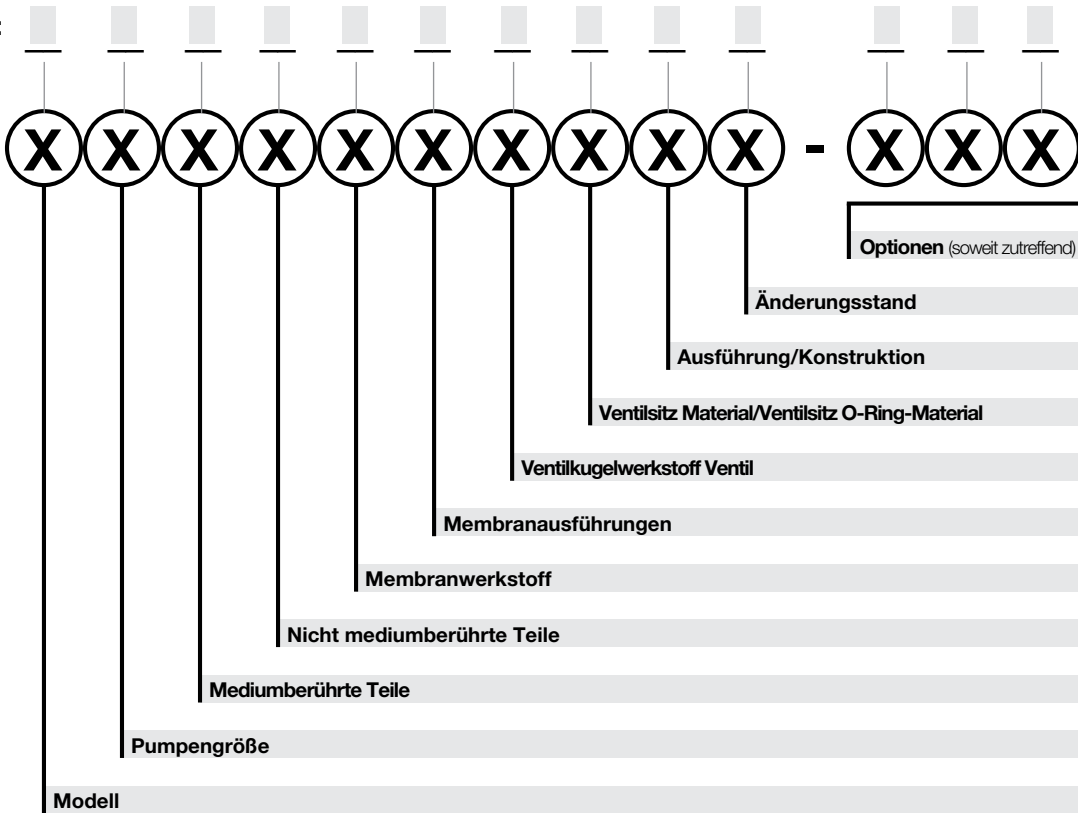 :
X X X X X X X X X X - X X X
Optionen (soweit zutreffend)
Änderungsstand
Ausführung/Konstruktion
Ventilsitz Material/Ventilsitz O-Ring-Material
Ventilkugelwerkstoff Ventil
Membranausführungen
Membranwerkstoff
Nicht mediumberührte Teile
Mediumberührte Teile
Pumpengröße
Modell